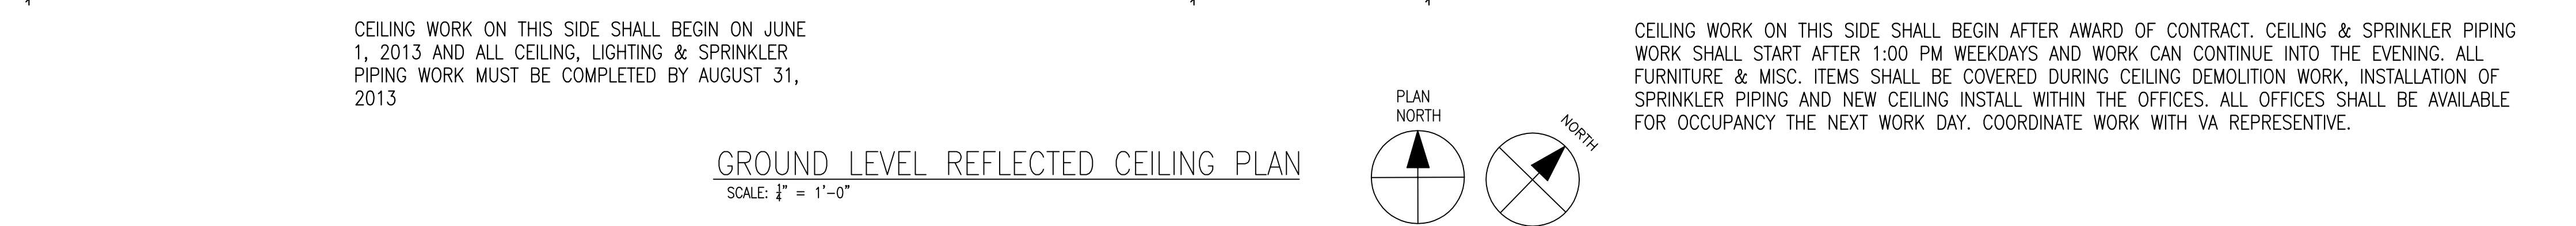 CEILING WORK ON THIS SIDE SHALL BEGIN ON JUNE
1, 2013 AND ALL CEILING, LIGHTING & SPRINKLER
PIPING WORK MUST BE COMPLETED BY AUGUST 31,
2013
GROUND LEVEL REFLECTED CEILING PLAN
SCALE: ¼" = 1'-0"
PLAN
NORTH
NORTH
CEILING WORK ON THIS SIDE SHALL BEGIN AFTER AWARD OF CONTRACT. CEILING & SPRINKLER PIPING
WORK SHALL START AFTER 1:00 PM WEEKDAYS AND WORK CAN CONTINUE INTO THE EVENING. ALL
FURNITURE & MISC. ITEMS SHALL BE COVERED DURING CEILING DEMOLITION WORK, INSTALLATION OF
SPRINKLER PIPING AND NEW CEILING INSTALL WITHIN THE OFFICES. ALL OFFICES SHALL BE AVAILABLE
FOR OCCUPANCY THE NEXT WORK DAY. COORDINATE WORK WITH VA REPRESENTIVE.